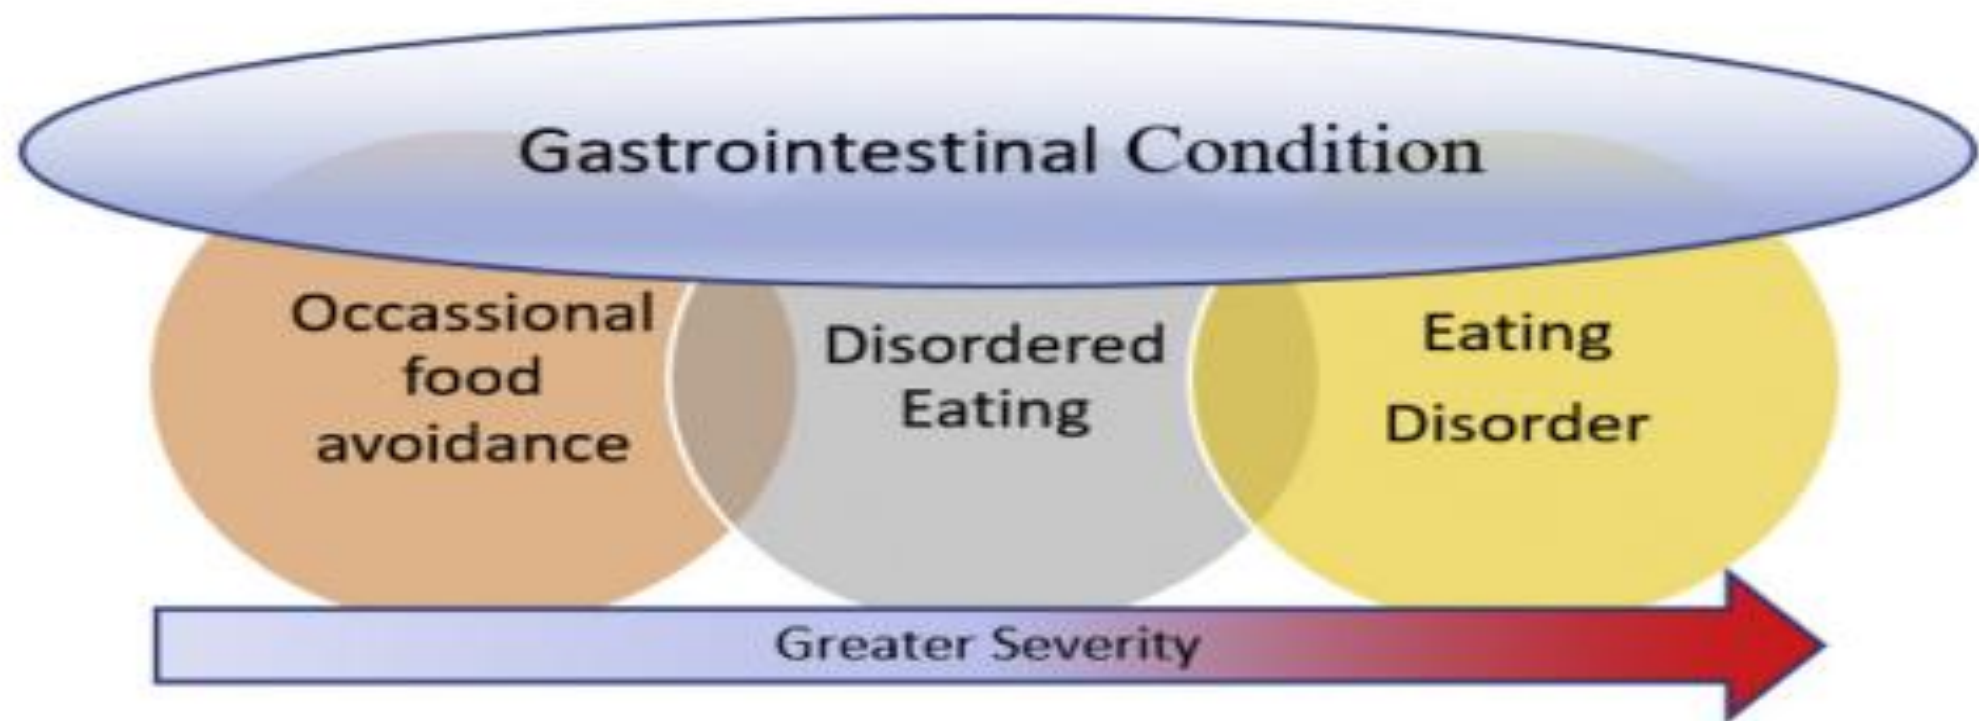 Gastrointestinal Condition
Occassional
food
avoidance
Disordered
Eating
Eating
Disorder
Greater Severity